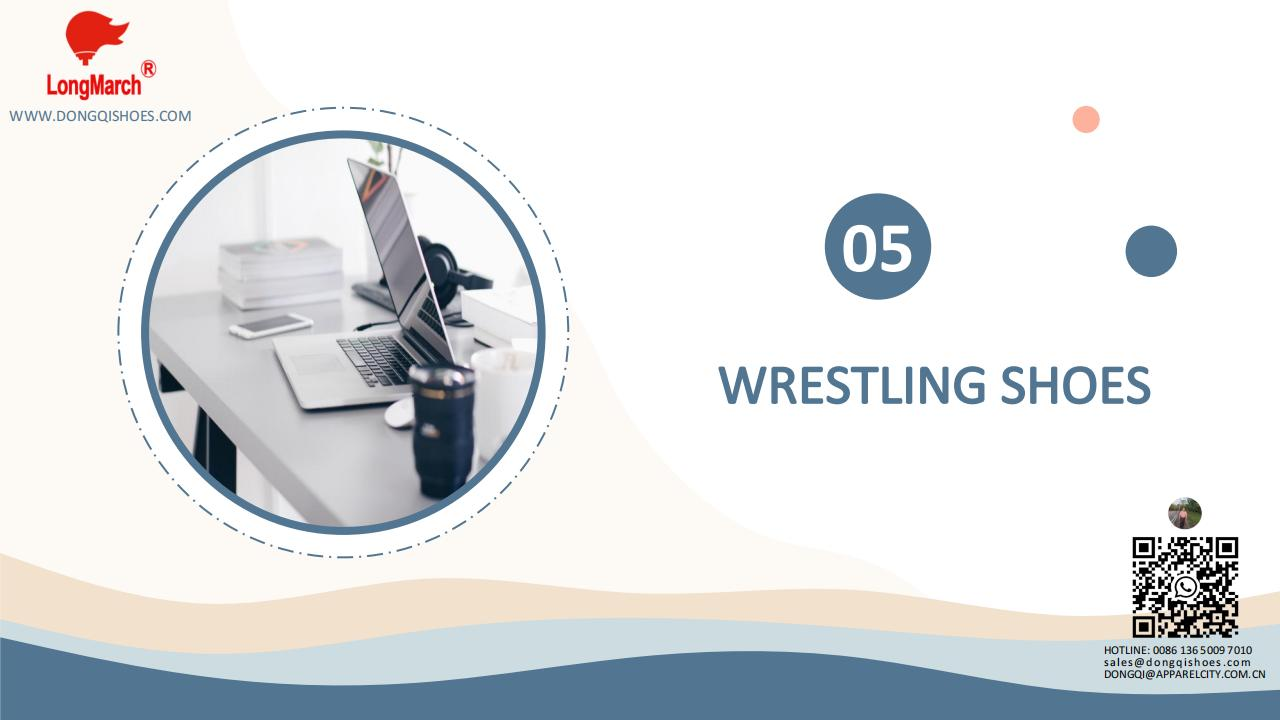 LongMarch®
WWW.DONGQISHOES.COM
05
WRESTLING SHOES
HOTLINE: 0086 136 5009 7010
sales@dongqishoes.com
DONGQI@APPARELCITY.COM.CN